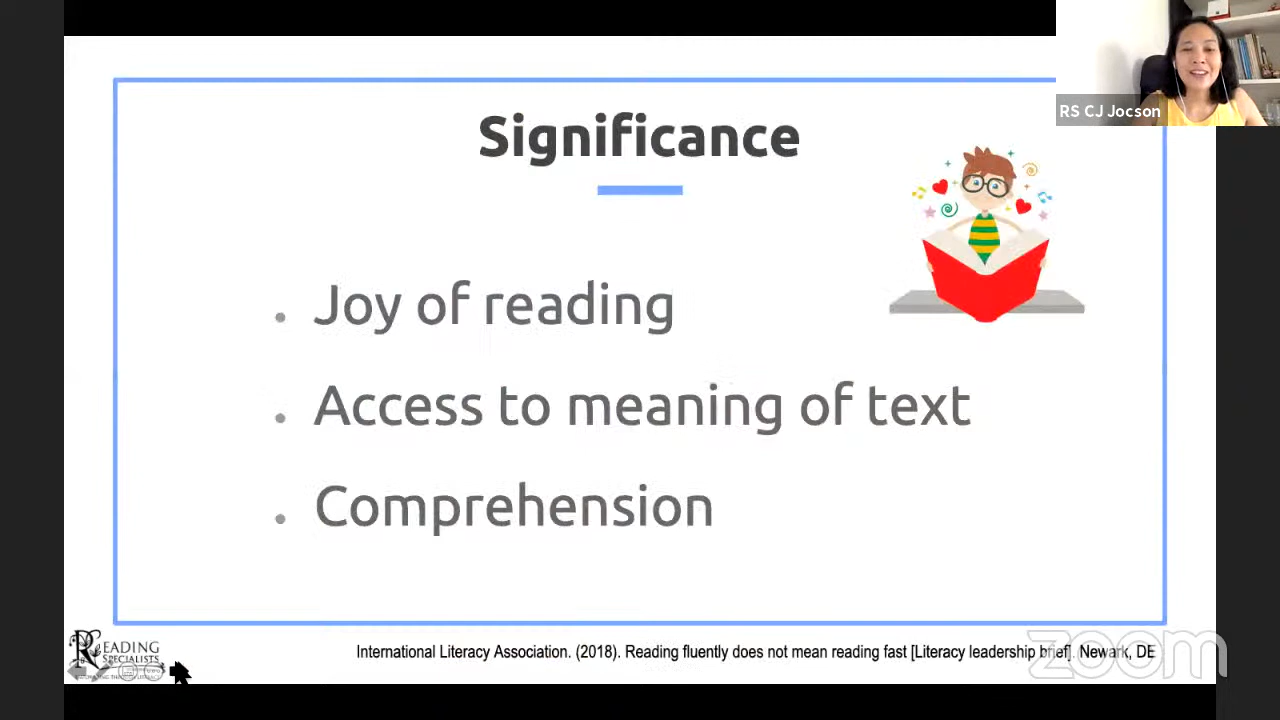 RS CJ Jocson
Significance
Joy of reading
Access to meaning of text
Comprehension
READING
SPECIALISTS
International Literacy Association. (2018). Reading fluently does not mean reading fast [Literacy leadership brief]. Newark, DE
zoom